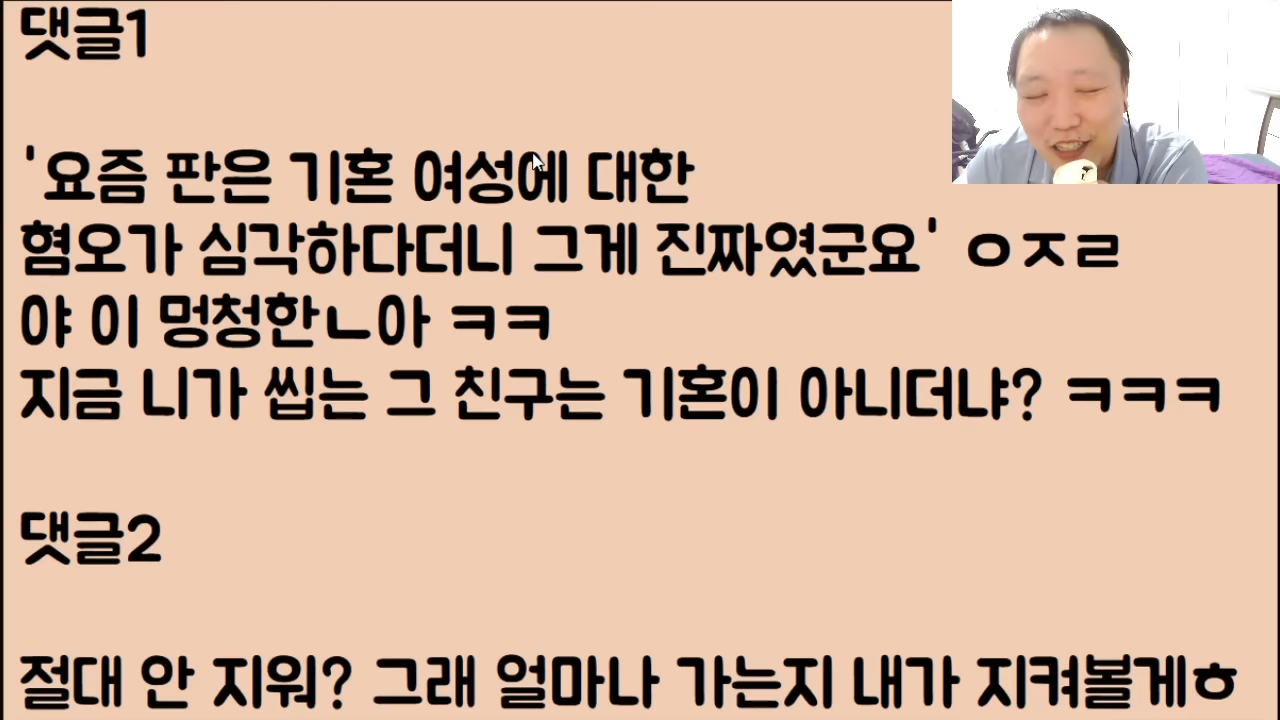 댓글1
'요즘 판은 기혼 여성에 대한
혐오가 심각하다더니 그게 진짜였군요' ㅇㅈㄹ
야 이 멍청한ㄴ아 ㅋㅋ
지금 니가 씹는 그 친구는 기혼이 아니더냐? ㅋㅋㅋ
댓글2
절대 안 지워? 그래 얼마나 가는지 내가 지켜볼게ㅎ